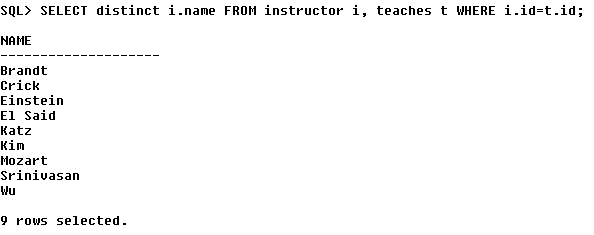 SQL> SELECT distinct i.name FROM instructor i, teaches t WHERE i.id=t.id;
NAME
--------------------
Brandt
Crick
Einstein
El Said
Katz
Kim
Mozart
Srinivasan
Wu
9 rows selected.